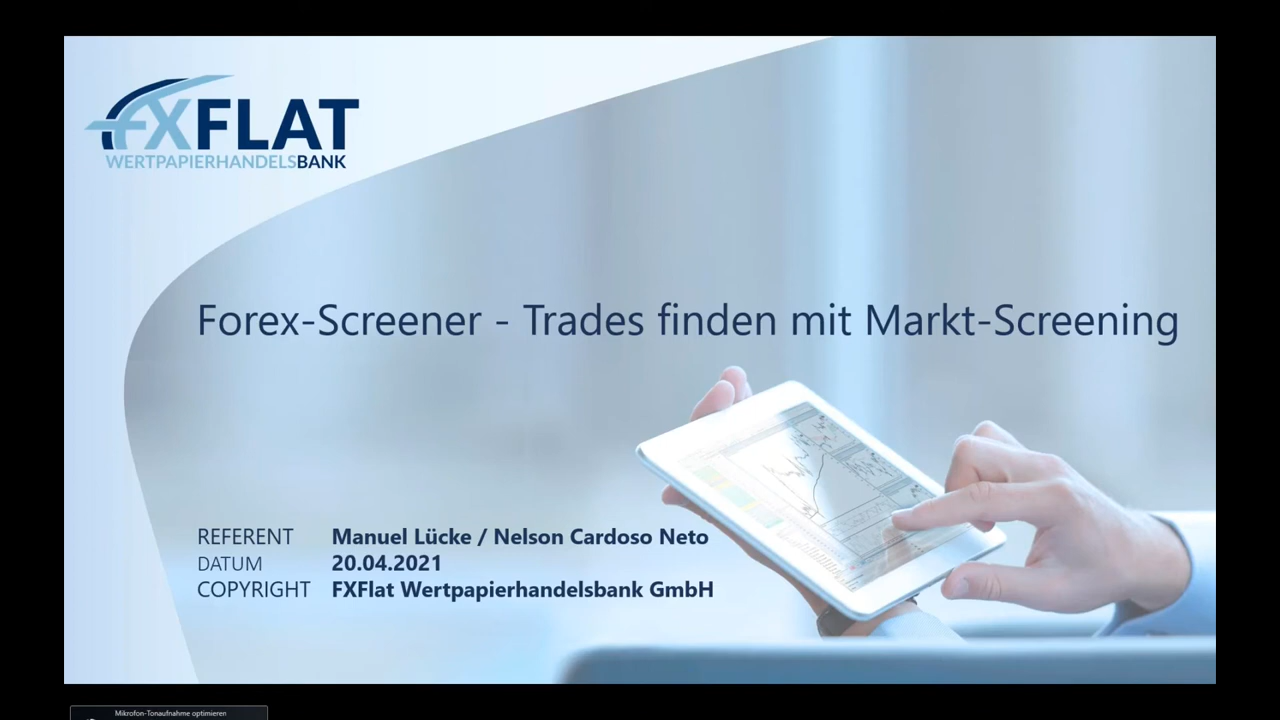 FXFLAT
WERTPAPIERHANDELSBANK
Forex-Screener - Trades finden mit Markt-Screening
REFERENT Manuel Lücke / Nelson Cardoso Neto
DATUM 20.04.2021
COPYRIGHT FXFlat Wertpapierhandelsbank GmbH
Mikrofon-Tonaufnahme optimieren